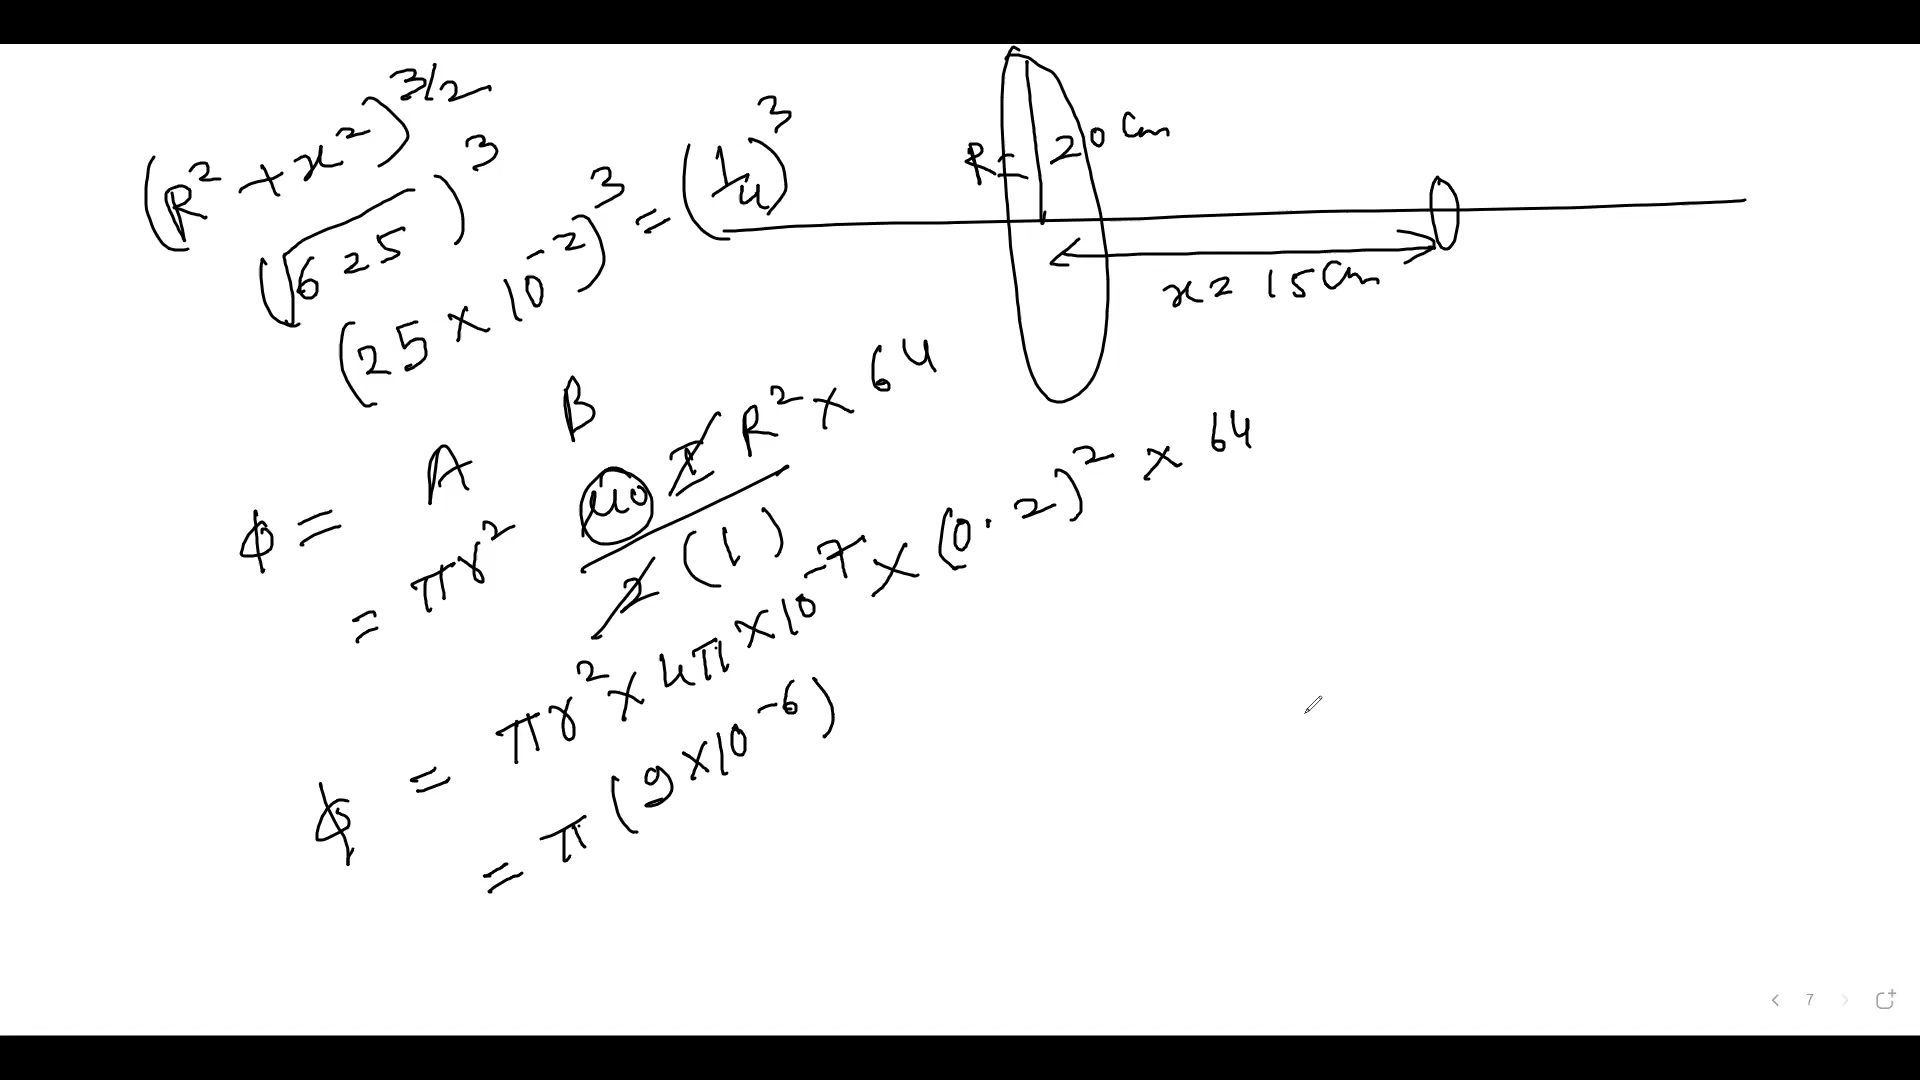 (R² + x²)^3/2
(√625)³
(25 × 10⁻²)³ = (1/4)³
R = 20 cm
x = 15 cm
φ = A B
= πr² μ₀ I R² × 64 / 2 (1)
φ = πr² × 4π × 10⁻⁷ × (0.2)² × 64
= π (9 × 10⁻⁶)
7